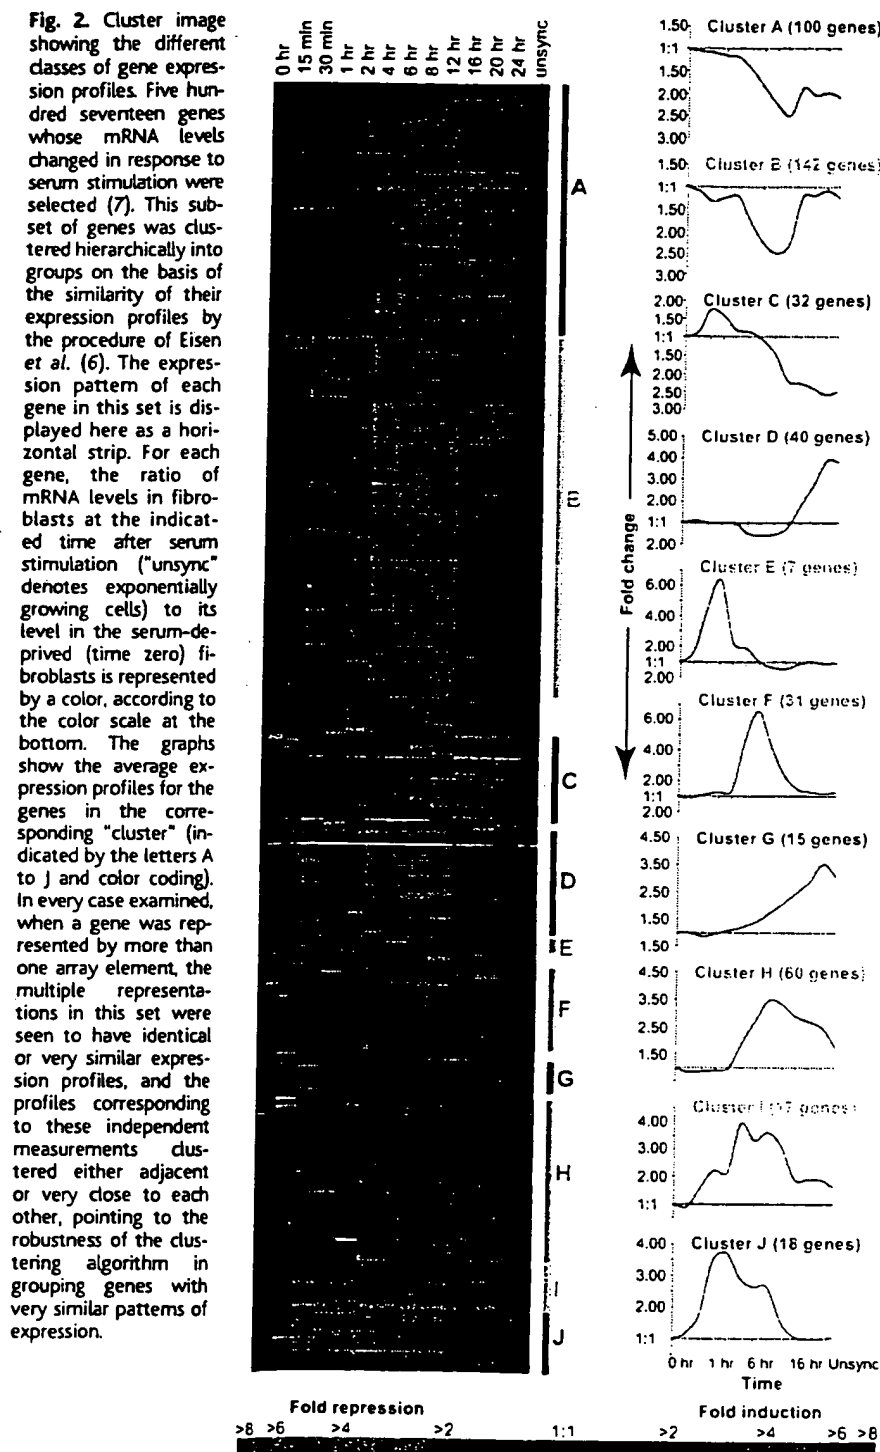 Fig. 2. Cluster image
showing the different
classes of gene expres-
sion profiles. Five hun-
dred seventeen genes
whose mRNA levels
changed in response to
serum stimulation were
selected (7). This sub-
set of genes was clus-
tered hierarchically into
groups on the basis of
the similarity of their
expression profiles by
the procedure of Eisen
et al. (6). The expres-
sion pattern of each
gene in this set is dis-
played here as a hori-
zontal strip. For each
gene, the ratio of
mRNA levels in fibro-
blasts at the indicat-
ed time after serum
stimulation ("unsync"
denotes exponentially
growing cells) to its
level in the serum-de-
prived (time zero) fi-
broblasts is represented
by a color, according to
the color scale at the
bottom. The graphs
show the average ex-
pression profiles for the
genes in the corre-
sponding "cluster" (in-
dicated by the letters A
to J and color coding).
In every case examined,
when a gene was rep-
resented by more than
one array element, the
multiple representa-
tions in this set were
seen to have identical
or very similar expres-
sion profiles, and the
profiles corresponding
to these independent
measurements clus-
tered either adjacent
or very close to each
other, pointing to the
robustness of the clus-
tering algorithm in
grouping genes with
very similar patterns of
expression.
0 hr
15 min
30 min
1 hr
2 hr
4 hr
6 hr
8 hr
12 hr
16 hr
20 hr
24 hr
unsync
A
B
C
D
E
F
G
H
I
J
Fold change
Cluster A (100 genes)
1.50
1:1
1.50
2.00
2.50
3.00
Cluster B (142 genes)
1.50
1:1
1.50
2.00
2.50
3.00
Cluster C (32 genes)
2.00
1.50
1:1
1.50
2.00
2.50
3.00
Cluster D (40 genes)
5.00
4.00
3.00
2.00
1:1
2.00
Cluster E (7 genes)
6.00
4.00
2.00
1:1
2.00
Cluster F (31 genes)
6.00
4.00
2.00
1:1
2.00
Cluster G (15 genes)
4.50
3.50
2.50
1.50
1.50
Cluster H (60 genes)
4.50
3.50
2.50
1.50
Cluster I genes)
4.00
3.00
2.00
1:1
Cluster J (18 genes)
4.00
3.00
2.00
1:1
0 hr 1 hr 6 hr 16 hr Unsync
Time
Fold repression
Fold induction
>8 >6 >4 >2 1:1 >2 >4 >6 >8